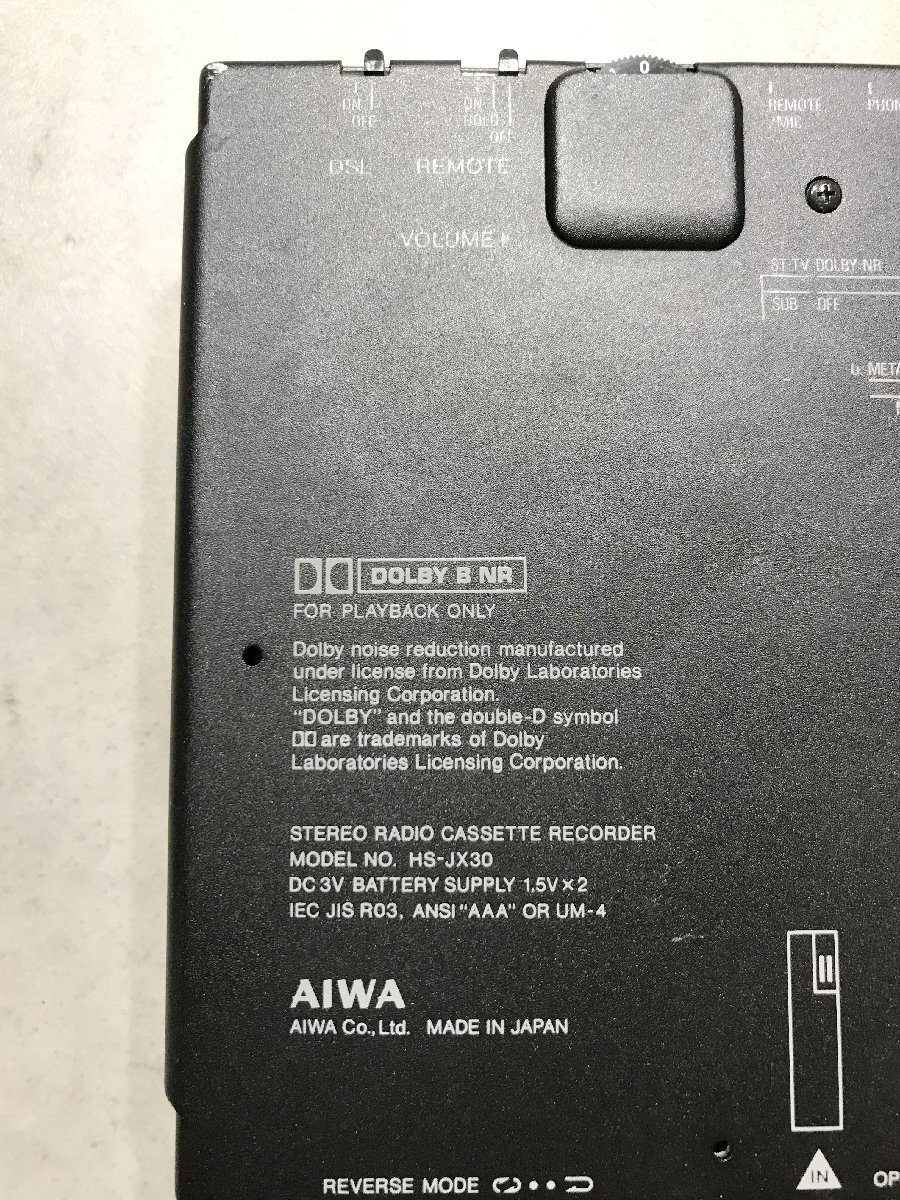 0
ON
OFF
ON
HOLD
OFF
REMOTE
/MIC
DSL REMOTE
VOLUME
ST TV DOLBY NR
SUB OFF
DOLBY B NR
FOR PLAYBACK ONLY
Dolby noise reduction manufactured
under license from Dolby Laboratories
Licensing Corporation.
"DOLBY" and the double-D symbol
are trademarks of Dolby
Laboratories Licensing Corporation.
STEREO RADIO CASSETTE RECORDER
MODEL NO. HS-JX30
DC 3V BATTERY SUPPLY 1.5V×2
IEC JIS R03, ANSI "AAA" OR UM-4
AIWA
AIWA Co., Ltd. MADE IN JAPAN
IN
REVERSE MODE